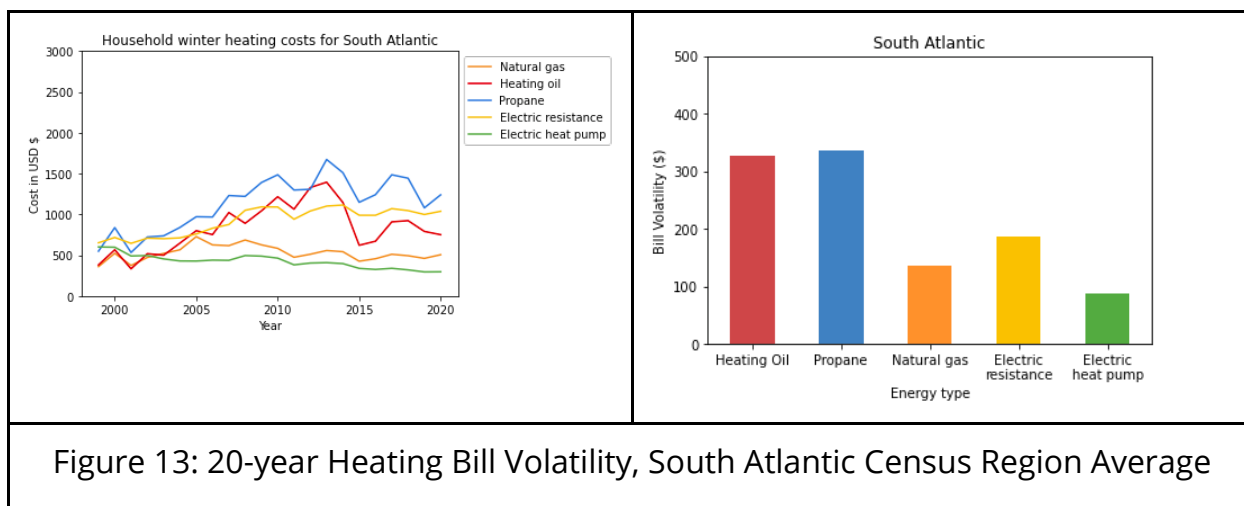 Household winter heating costs for South Atlantic
3000
2500
2000
1500
1000
500
0
Cost in USD $
2000
2005
2010
2015
2020
Year
Natural gas
Heating oil
Propane
Electric resistance
Electric heat pump
South Atlantic
500
400
300
200
100
0
Bill Volatility ($)
Heating Oil
Propane
Natural gas
Electric
resistance
Electric
heat pump
Energy type
Figure 13: 20-year Heating Bill Volatility, South Atlantic Census Region Average